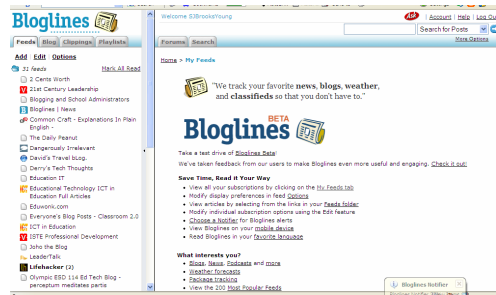 Bloglines
Feeds Blog Clippings Playlists
Add Edit Options
31 feeds Mark All Read
2 Cents Worth
21st Century Leadership
Blogging and School Administrators
Bloglines | News
Common Craft - Explanations In Plain
English -
The Daily Peanut
Dangerously Irrelevant
David's Travel bLog.
Derry's Tech Thoughts
Education IT
Educational Technology ICT in
Education Full Articles
Eduwonk.com
Everyone's Blog Posts - Classroom 2.0
ICT in Education
ISTE Professional Development
Joho the Blog
LeaderTalk
Lifehacker (2)
Olympic ESD 114 Ed Tech Blog -
perceptum meditates partis
Welcome SJBrooksYoung
Ask | Account | Help | Log Ou
Search for Posts
More Options
Forums Search
Home > My Feeds
"We track your favorite news, blogs, weather,
and classifieds so that you don't have to."
Bloglines BETA
Take a test drive of Bloglines Beta!
We've taken feedback from our users to make Bloglines even more useful and engaging. Check it out!
Save Time, Read it Your Way
• View all your subscriptions by clicking on the My Feeds tab
• Modify display preferences in feed Options
• View articles by selecting from the links in your Feeds folder
• Modify individual subscription options using the Edit feature
• Choose a Notifier for Bloglines alerts
• View Bloglines on your mobile device
• Read Bloglines in your favorite language
What interests you?
• Blogs, News, Podcasts and more
• Weather forecasts
• Package tracking
• View the 200 Most Popular Feeds
Bloglines Notifier